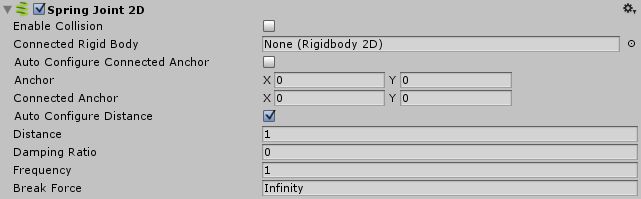 Spring Joint 2D
Enable Collision
Connected Rigid Body None (Rigidbody 2D)
Auto Configure Connected Anchor
Anchor X 0 Y 0
Connected Anchor X 0 Y 0
Auto Configure Distance
Distance 1
Damping Ratio 0
Frequency 1
Break Force Infinity